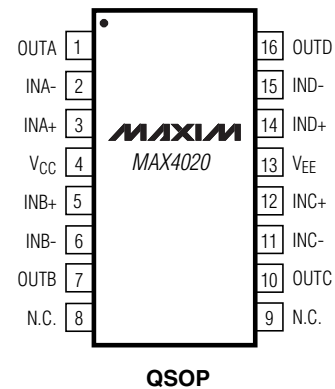 OUTA 1 16 OUTD
INA- 2 15 IND-
INA+ 3 MAXIM 14 IND+
VCC 4 MAX4020 13 VEE
INB+ 5 12 INC+
INB- 6 11 INC-
OUTB 7 10 OUTC
N.C. 8 9 N.C.
QSOP